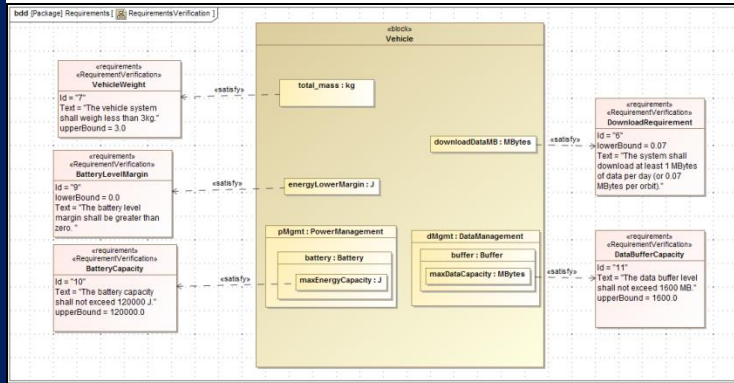 bdd [Package] Requirements [ RequirementsVerification ]
«block»
Vehicle
«requirement»
«RequirementVerification»
VehicleWeight
Id = "7"
Text = "The vehicle system
shall weigh less than 3kg."
upperBound = 3.0
«satisfy»
total_mass : kg
«requirement»
«RequirementVerification»
BatteryLevelMargin
Id = "9"
lowerBound = 0.0
Text = "The battery level
margin shall be greater than
zero. "
«satisfy»
energyLowerMargin : J
«requirement»
«RequirementVerification»
BatteryCapacity
Id = "10"
Text = "The battery capacity
shall not exceed 120000 J."
upperBound = 120000.0
«satisfy»
pMgmt : PowerManagement
battery : Battery
maxEnergyCapacity : J
downloadDataMB : MBytes
«satisfy»
«requirement»
«RequirementVerification»
DownloadRequirement
Id = "6"
lowerBound = 0.07
Text = "The system shall
download at least 1 MBytes
of data per day (or 0.07
MBytes per orbit)."
dMgmt : DataManagement
buffer : Buffer
maxDataCapacity : MBytes
«satisfy»
«requirement»
«RequirementVerification»
DataBufferCapacity
Id = "11"
Text = "The data buffer level
shall not exceed 1600 MB."
upperBound = 1600.0